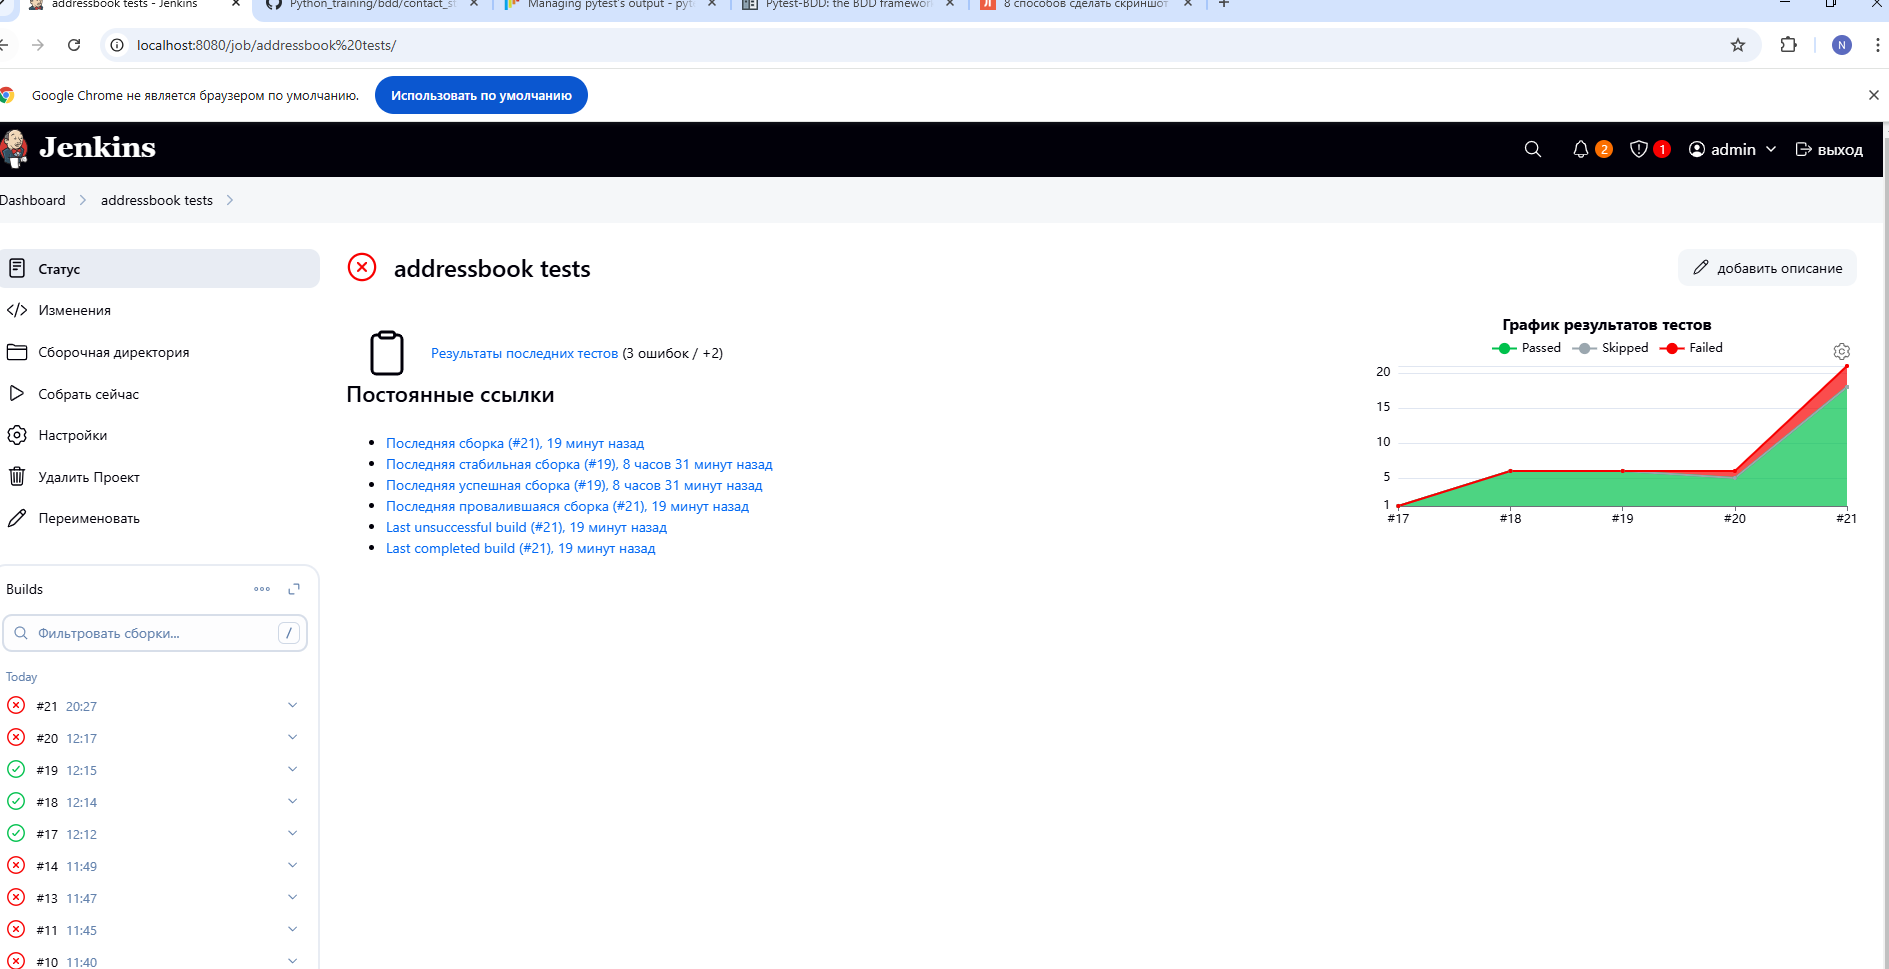 addressbook tests - Jenkins
Python_training/bdd/contact_st
Managing pytest's output - pyte
Pytest-BDD: the BDD framework
8 способов сделать скриншот
localhost:8080/job/addressbook%20tests/
N
Google Chrome не является браузером по умолчанию.
Использовать по умолчанию
Jenkins
2
1
admin
выход
Dashboard
addressbook tests
Статус
Изменения
Сборочная директория
Собрать сейчас
Настройки
Удалить Проект
Переименовать
addressbook tests
добавить описание
Результаты последних тестов (3 ошибок / +2)
Постоянные ссылки
Последняя сборка (#21), 19 минут назад
Последняя стабильная сборка (#19), 8 часов 31 минут назад
Последняя успешная сборка (#19), 8 часов 31 минут назад
Последняя провалившаяся сборка (#21), 19 минут назад
Last unsuccessful build (#21), 19 минут назад
Last completed build (#21), 19 минут назад
График результатов тестов
Passed Skipped Failed
20
15
10
5
1
#17 #18 #19 #20 #21
Builds
Фильтровать сборки...
/
Today
#21 20:27
#20 12:17
#19 12:15
#18 12:14
#17 12:12
#14 11:49
#13 11:47
#11 11:45
#10 11:40